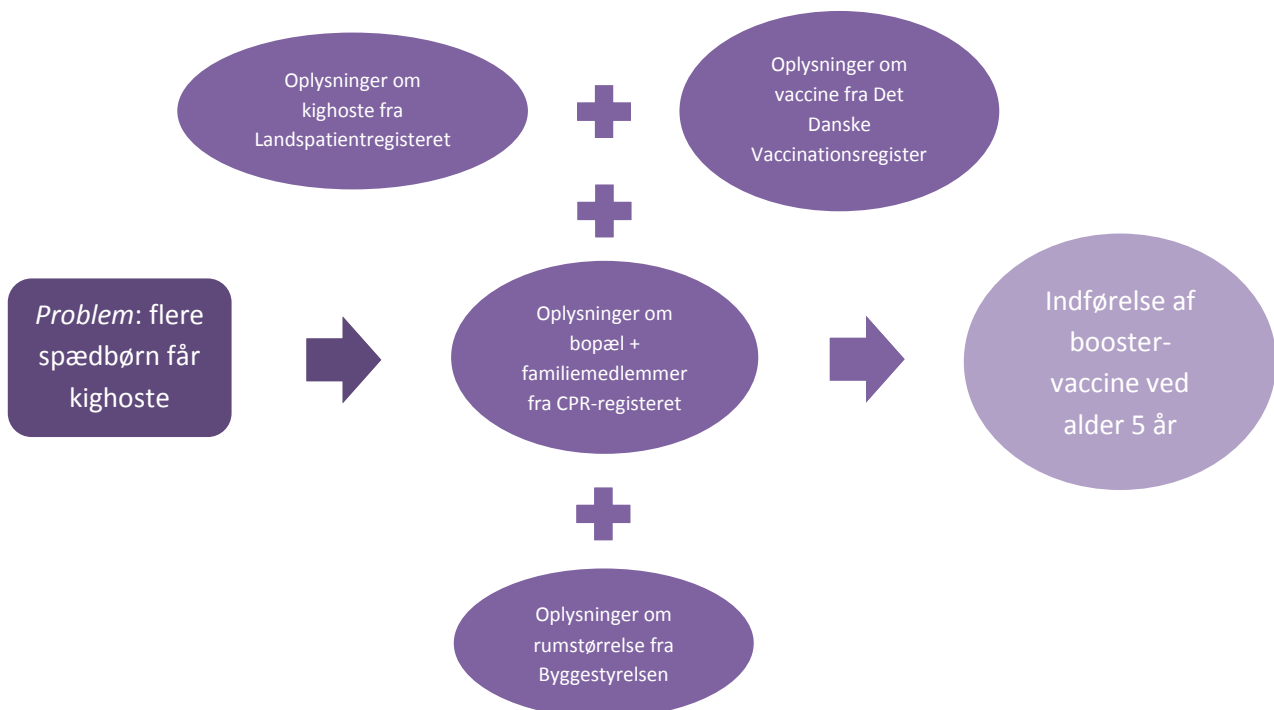 Oplysninger om
kighoste fra
Landspatientregisteret
Oplysninger om
vaccine fra Det
Danske
Vaccinationsregister
Problem: flere
spædbørn får
kighoste
Oplysninger om
bopæl +
familiemedlemmer
fra CPR-registeret
Indførelse af
booster-
vaccine ved
alder 5 år
Oplysninger om
rumstørrelse fra
Byggestyrelsen